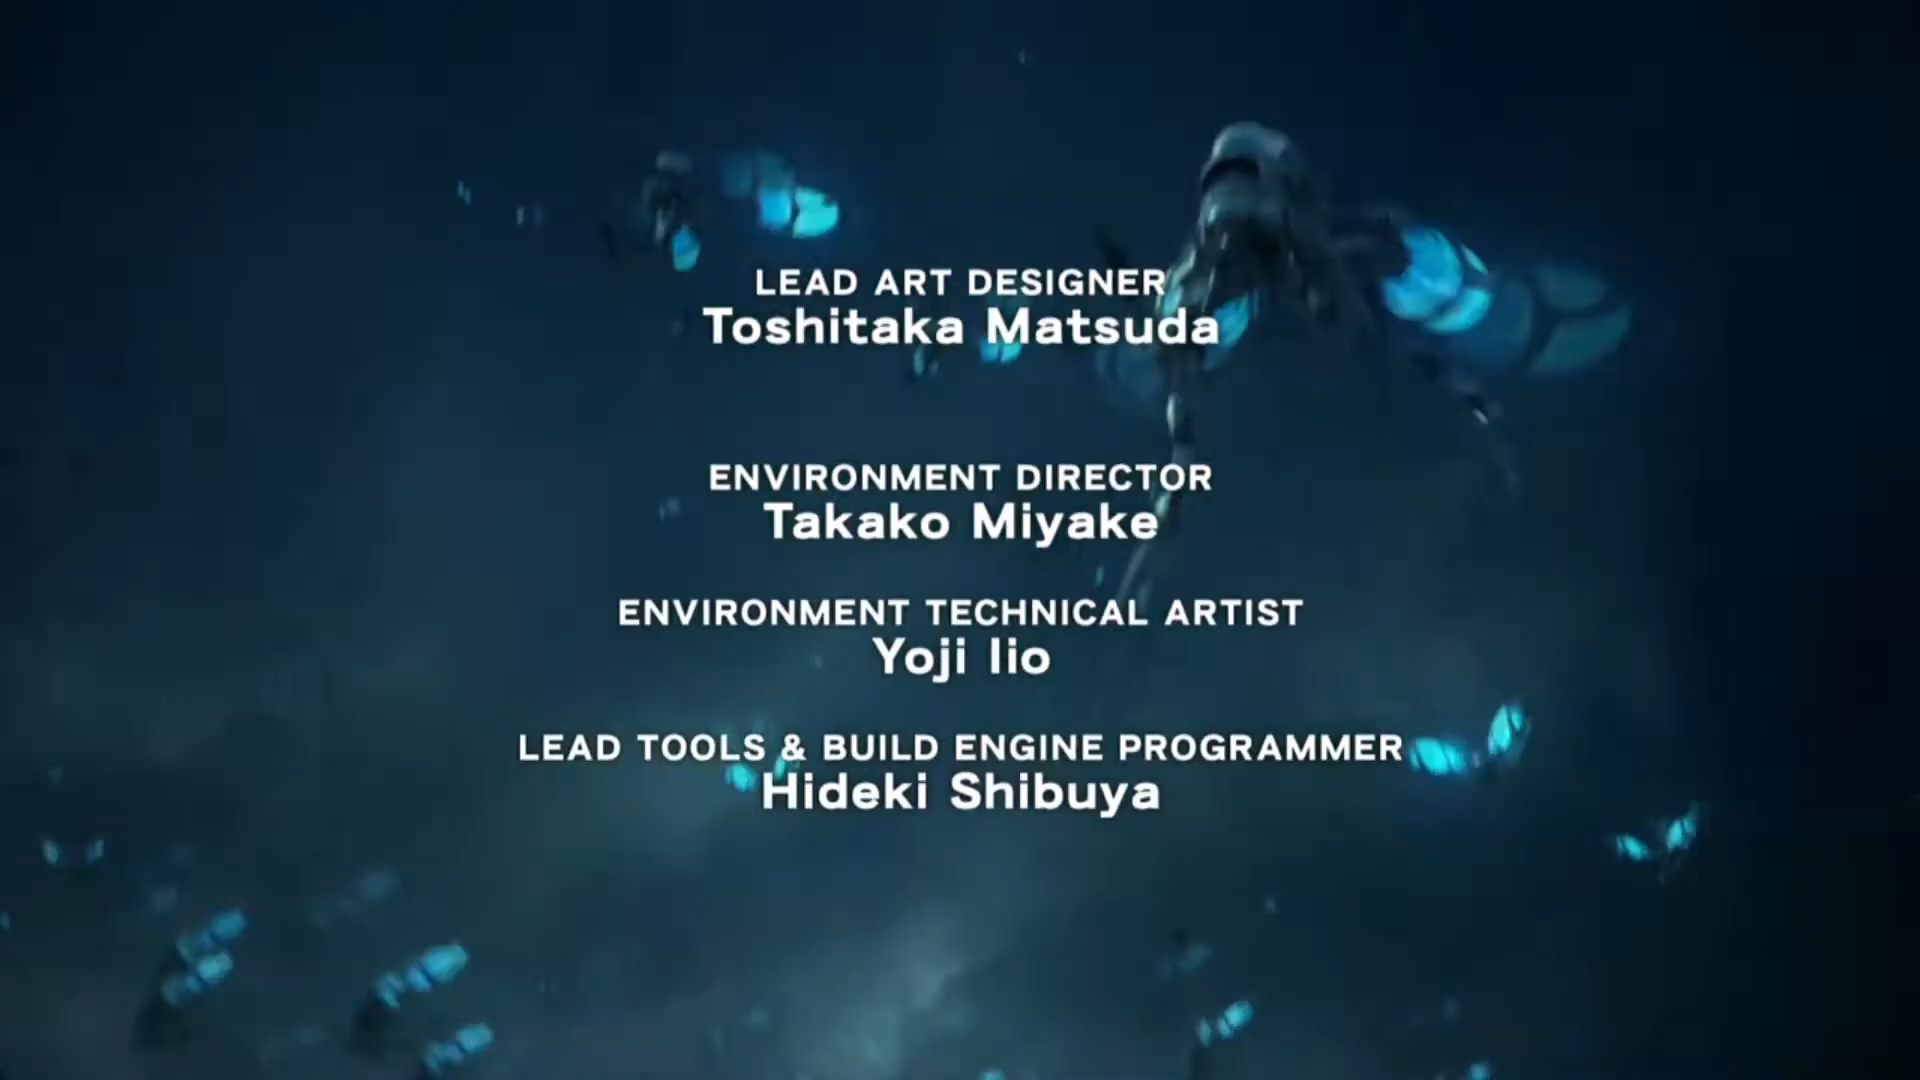 LEAD ART DESIGNER
Toshitaka Matsuda
ENVIRONMENT DIRECTOR
Takako Miyake
ENVIRONMENT TECHNICAL ARTIST
Yoji Iio
LEAD TOOLS & BUILD ENGINE PROGRAMMER
Hideki Shibuya